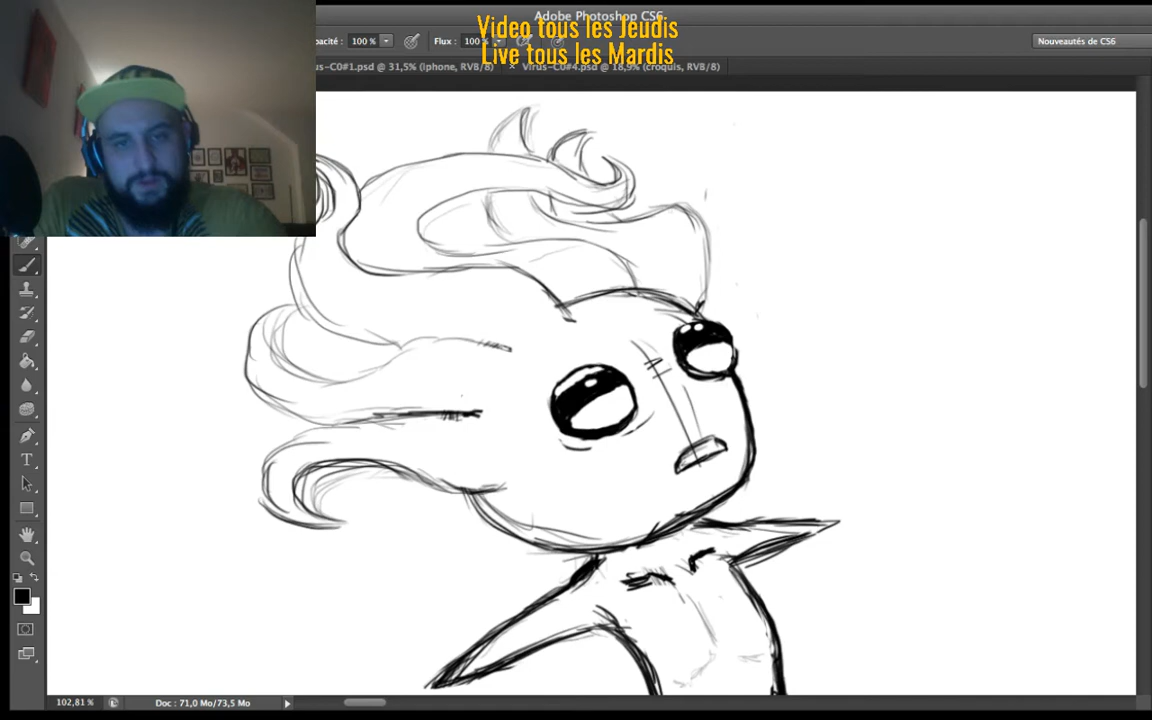 Adobe Photoshop CS6
Video tous les Jeudis
Live tous les Mardis
pacité : 100 % Flux : 100 %
Nouveautés de CS6
us-C0#1.psd @ 31,5% (iphone, RVB/8) × Virus-C0#4.psd @ 18,9% (croquis, RVB/8)
T
102,81 % Doc : 71,0 Mo/73,5 Mo